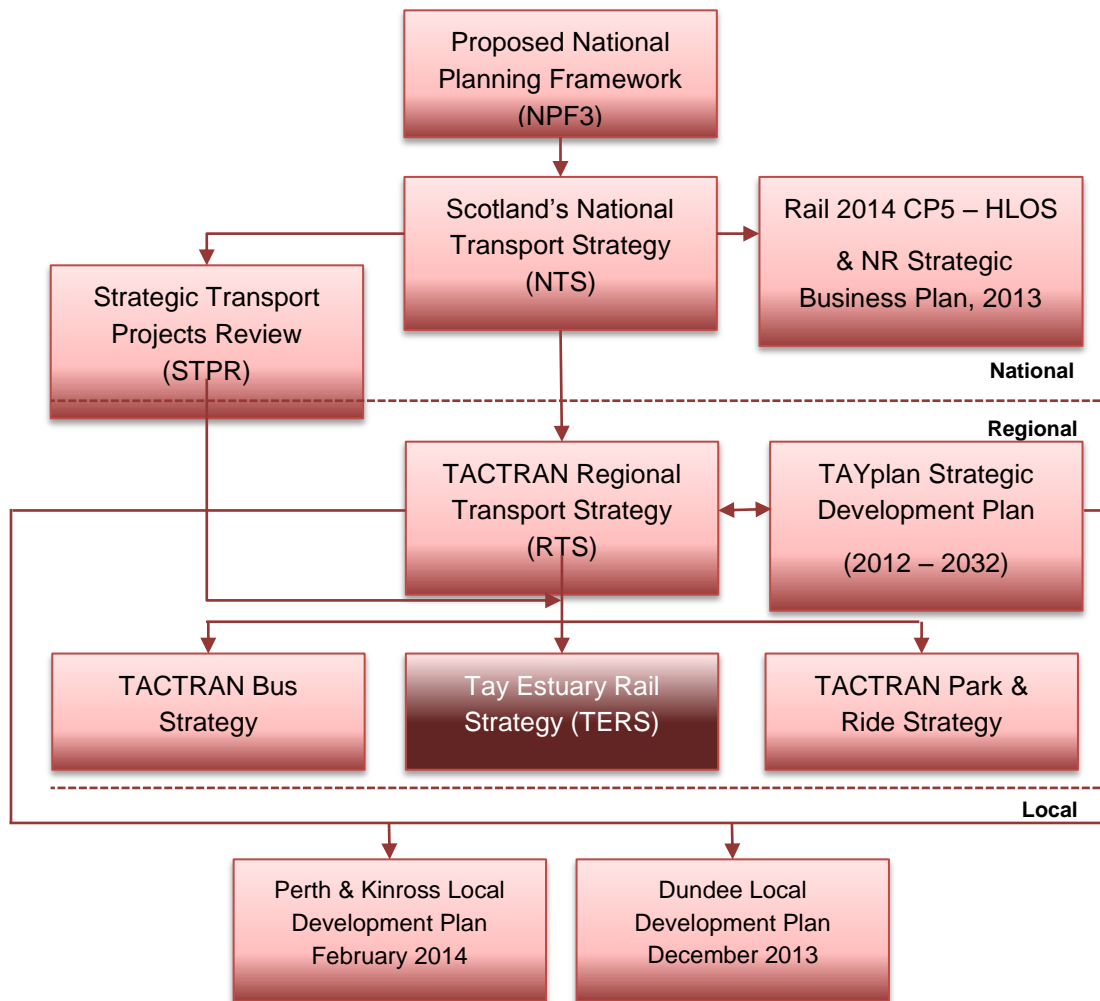 Proposed National
Planning Framework
(NPF3)
Scotland’s National
Transport Strategy
(NTS)
Rail 2014 CP5 – HLOS
& NR Strategic
Business Plan, 2013
Strategic Transport
Projects Review
(STPR)
National
Regional
TACTRAN Regional
Transport Strategy
(RTS)
TAYplan Strategic
Development Plan
(2012 – 2032)
TACTRAN Bus
Strategy
Tay Estuary Rail
Strategy (TERS)
TACTRAN Park &
Ride Strategy
Local
Perth & Kinross Local
Development Plan
February 2014
Dundee Local
Development Plan
December 2013